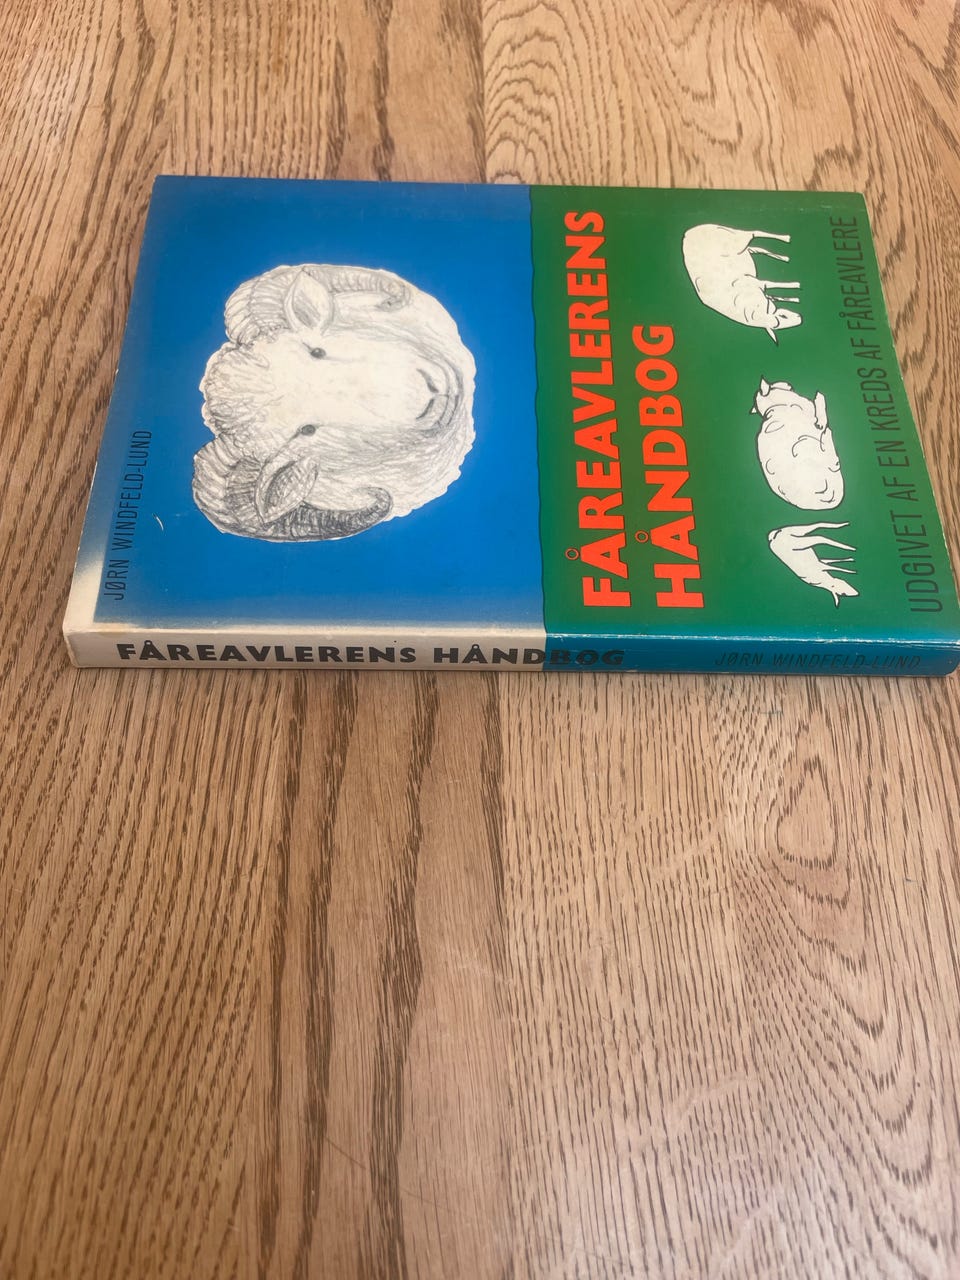 JØRN WINDFELD-LUND
FÅREAVLERENS
HÅNDBOG
UDGIVET AF EN KREDS AF FÅREAVLERE
FÅREAVLERENS HÅNDBOG
JØRN WINDFELD-LUND